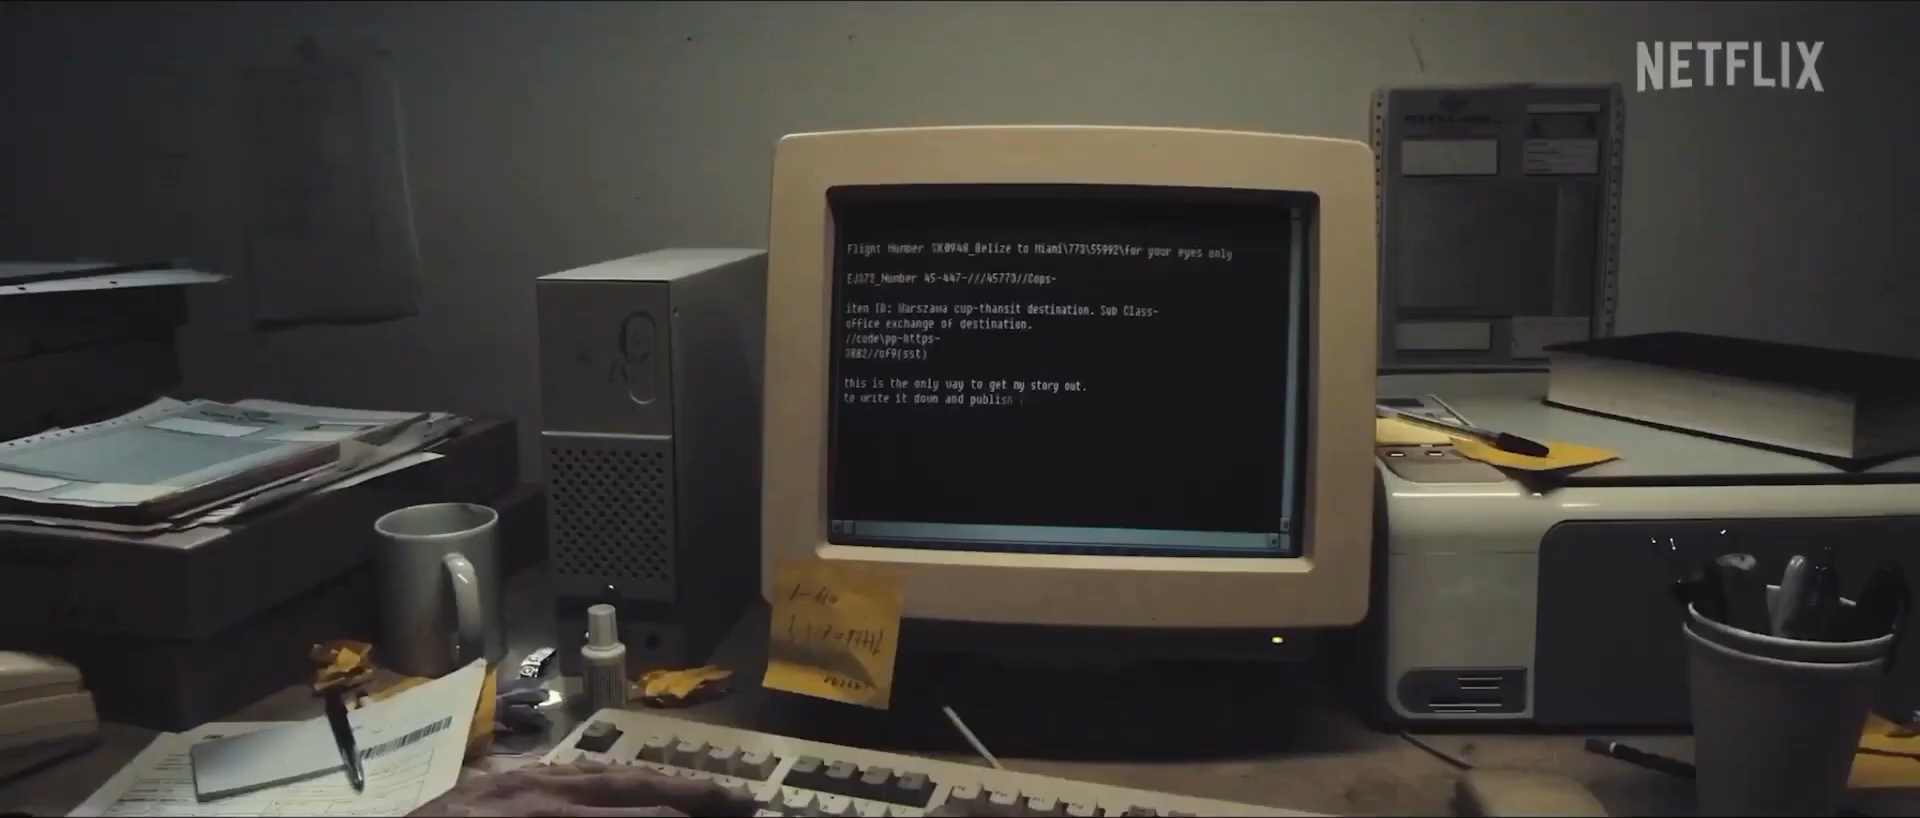 NETFLIX
Flight Number SK0948_Belize to Miami\773\55992\for your eyes only
EJ372_Number 45-447-///45773//Cops-
item ID: Warszawa cup-thansit destination. Sub Class-
office exchange of destination.
//code\pp-https-
3882//oF9(sst)
this is the only way to get my story out.
to write it down and publish